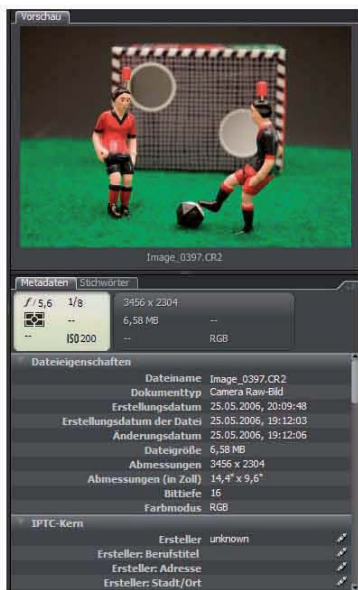 Vorschau
Image_0397.CR2
Metadaten Stichwörter
f/5,6 1/8 3456 x 2304
-- 6,58 MB --
-- ISO200 -- RGB
Dateieigenschaften
Dateiname Image_0397.CR2
Dokumenttyp Camera Raw-Bild
Erstellungsdatum 25.05.2006, 20:09:48
Erstellungsdatum der Datei 25.05.2006, 19:12:03
Änderungsdatum 25.05.2006, 19:12:06
Dateigröße 6,58 MB
Abmessungen 3456 x 2304
Abmessungen (in Zoll) 14,4" x 9,6"
Bittiefe 16
Farbmodus RGB
IPTC-Kern
Ersteller unknown
Ersteller: Berufstitel
Ersteller: Adresse
Ersteller: Stadt/Ort